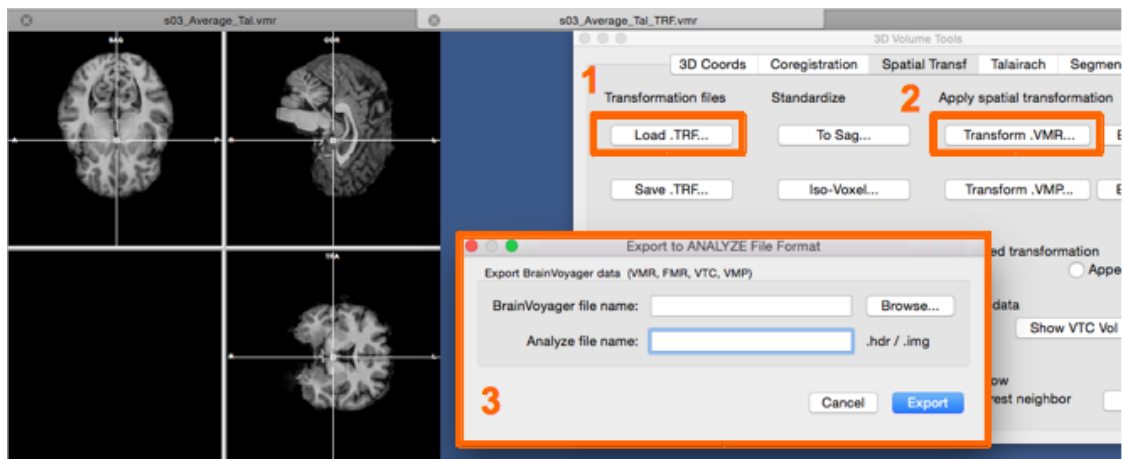 s03_Average_Tal.vmr
s03_Average_Tal_TRF.vmr
3D Volume Tools
3D Coords Coregistration Spatial Transf Talairach Segmen
1
2
Transformation files Standardize Apply spatial transformation
Load .TRF... To Sag... Transform .VMR...
Save .TRF... Iso-Voxel... Transform .VMP...
SAG
COR
A
P
R
L
TRA
R
L
Export to ANALYZE File Format
Export BrainVoyager data (VMR, FMR, VTC, VMP)
BrainVoyager file name: Browse...
Analyze file name: .hdr / .img
3
Cancel Export
ed transformation
Appe
data
Show VTC Vol
ow
rest neighbor